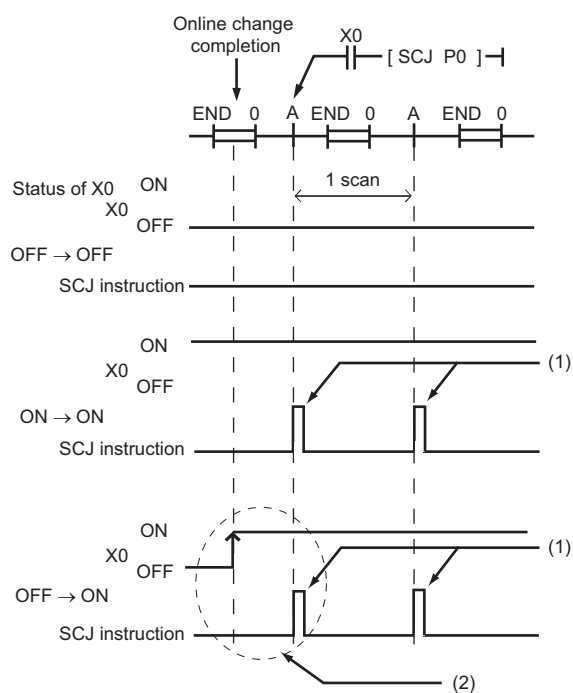 Online change
completion
X0
[ SCJ P0 ]
END 0 A END 0 A END 0
Status of X0
1 scan
ON
X0
OFF
OFF → OFF
SCJ instruction
ON
X0
OFF
(1)
ON → ON
SCJ instruction
ON
X0
OFF
(1)
OFF → ON
SCJ instruction
(2)